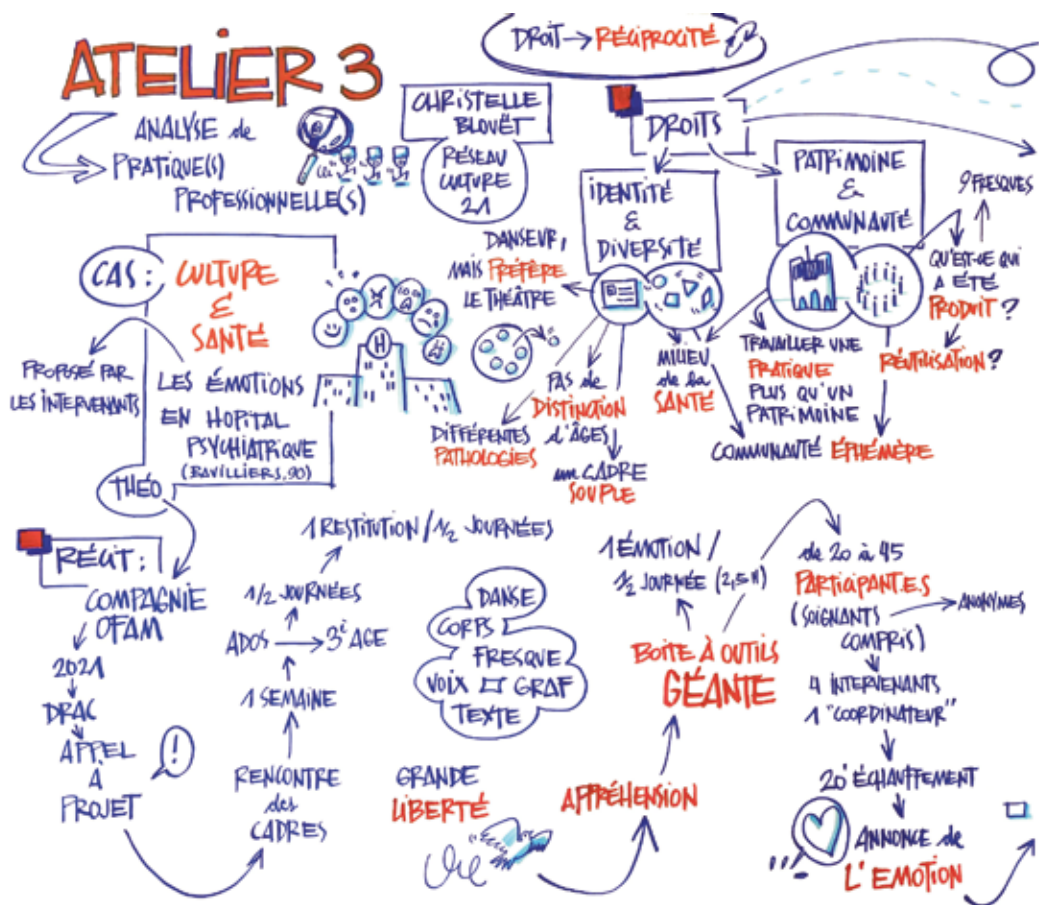 ATELIER 3
ANALYSE de
PRATIQUE(S)
PROFESSIONNELLE(S)
CHRISTELLE
BLOUËT
RÉSEAU
CULTURE
21
DROIT → RÉCIPROCITÉ
DROITS
IDENTITÉ
&
DIVERSITÉ
PATRIMOINE
&
COMMUNAUTÉ
9 FRESQUES
QU'EST-CE QUI
A ÉTÉ
PRODUIT ?
RÉUTILISATION ?
DANSEUR,
MAIS PRÉFÈRE
LE THÉÂTRE
DIFFÉRENTES
PATHOLOGIES
PAS de
DISTINCTION
d'ÂGES
un CADRE
SOUPLE
MILIEU
de la
SANTÉ
TRAVAILLER UNE
PRATIQUE
PLUS QU'UN
PATRIMOINE
COMMUNAUTÉ ÉPHÉMÈRE
CAS :
CULTURE
&
SANTÉ
PROPOSÉ PAR
LES INTERVENANTS
LES ÉMOTIONS
EN HOPITAL
PSYCHIATRIQUE
(BAVILLIERS, 90)
H
THÉO
RÉCIT :
COMPAGNIE
OFAM
2021
DRAC
APPEL
À
PROJET
!
RENCONTRE
des
CADRES
1 SEMAINE
ADOS → 3e AGE
1/2 JOURNÉES
1 RESTITUTION / 1/2 JOURNÉES
DANSE
CORPS
FRESQUE
VOIX GRAF
TEXTE
GRANDE
LIBERTÉ
APPRÉHENSION
BOITE À OUTILS
GÉANTE
1 ÉMOTION /
1/2 JOURNÉE (2,5H)
de 20 à 45
PARTICIPANT.E.S
(SOIGNANTS
COMPRIS)
ANONYMES
4 INTERVENANTS
1 "COORDINATEUR"
20' ÉCHAUFFEMENT
ANNONCE de
L'EMOTION